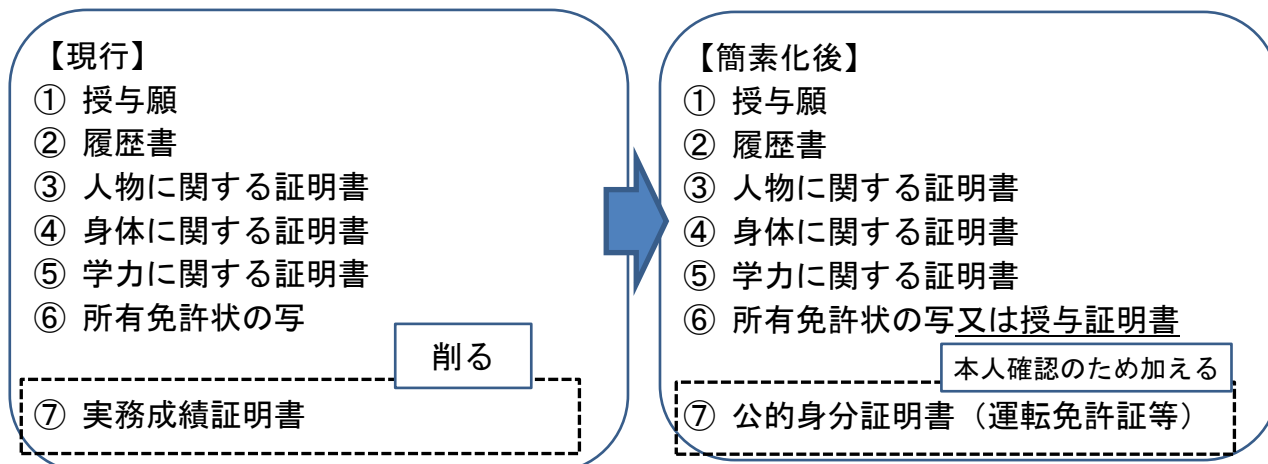 【現行】
① 授与願
② 履歴書
③ 人物に関する証明書
④ 身体に関する証明書
⑤ 学力に関する証明書
⑥ 所有免許状の写
削る
⑦ 実務成績証明書
【簡素化後】
① 授与願
② 履歴書
③ 人物に関する証明書
④ 身体に関する証明書
⑤ 学力に関する証明書
⑥ 所有免許状の写又は授与証明書
本人確認のため加える
⑦ 公的身分証明書（運転免許証等）